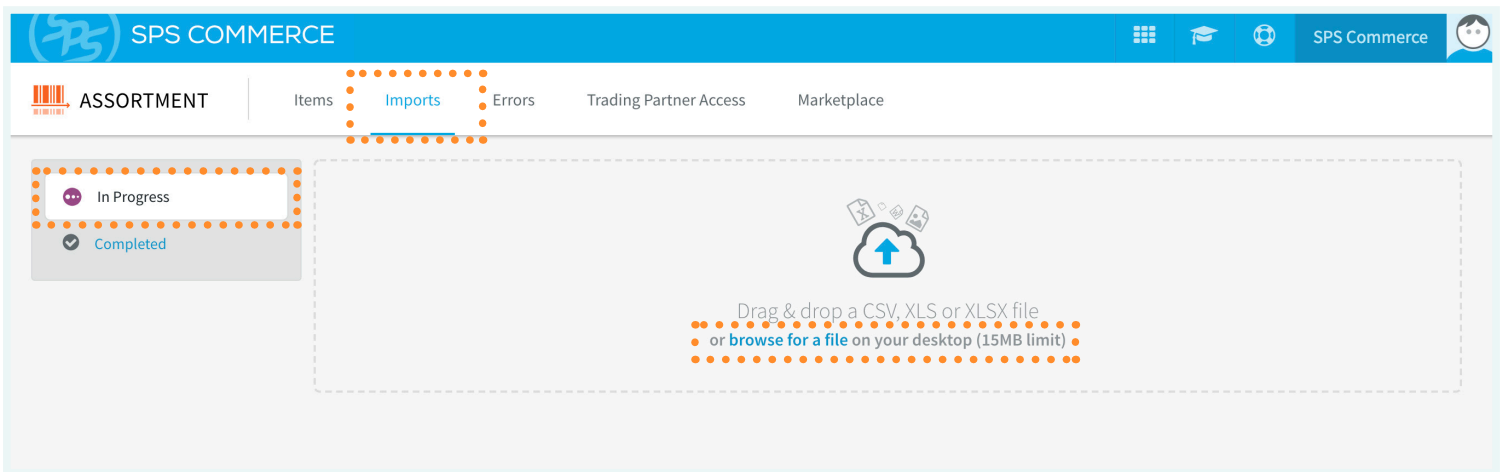 SPS SPS COMMERCE
SPS Commerce
ASSORTMENT
Items Imports Errors Trading Partner Access Marketplace
In Progress
Completed
X
Drag & drop a CSV, XLS or XLSX file
or browse for a file on your desktop (15MB limit)